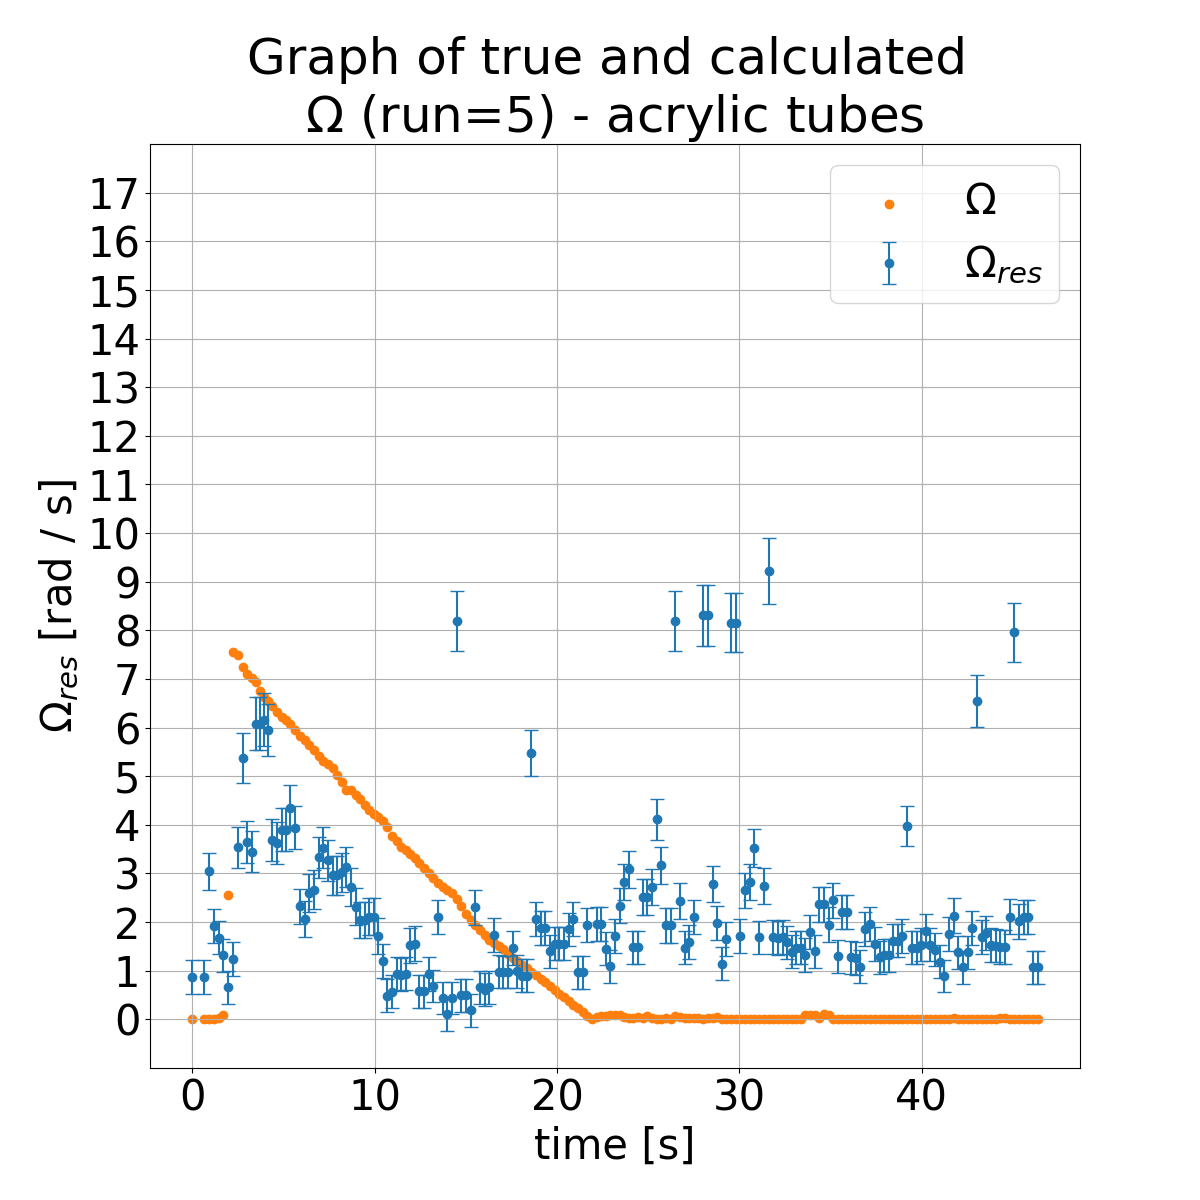 Graph of true and calculated
Ω (run=5) - acrylic tubes
Ω
Ω_res
Ω_res [rad / s]
17
16
15
14
13
12
11
10
9
8
7
6
5
4
3
2
1
0
0 10 20 30 40
time [s]